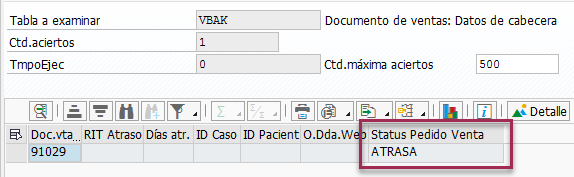 Tabla a examinar VBAK Documento de ventas: Datos de cabecera
Ctd.aciertos 1
TmpoEjec 0 Ctd.máxima aciertos 500
Detalle
Doc.vta RIT Atraso Días atr. ID Caso ID Pacient O.Dda.Web Status Pedido Venta
91029 ATRASA